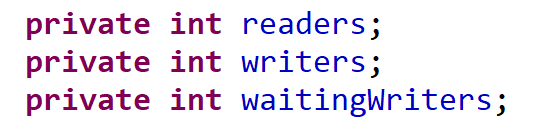 private int readers;
private int writers;
private int waitingWriters;